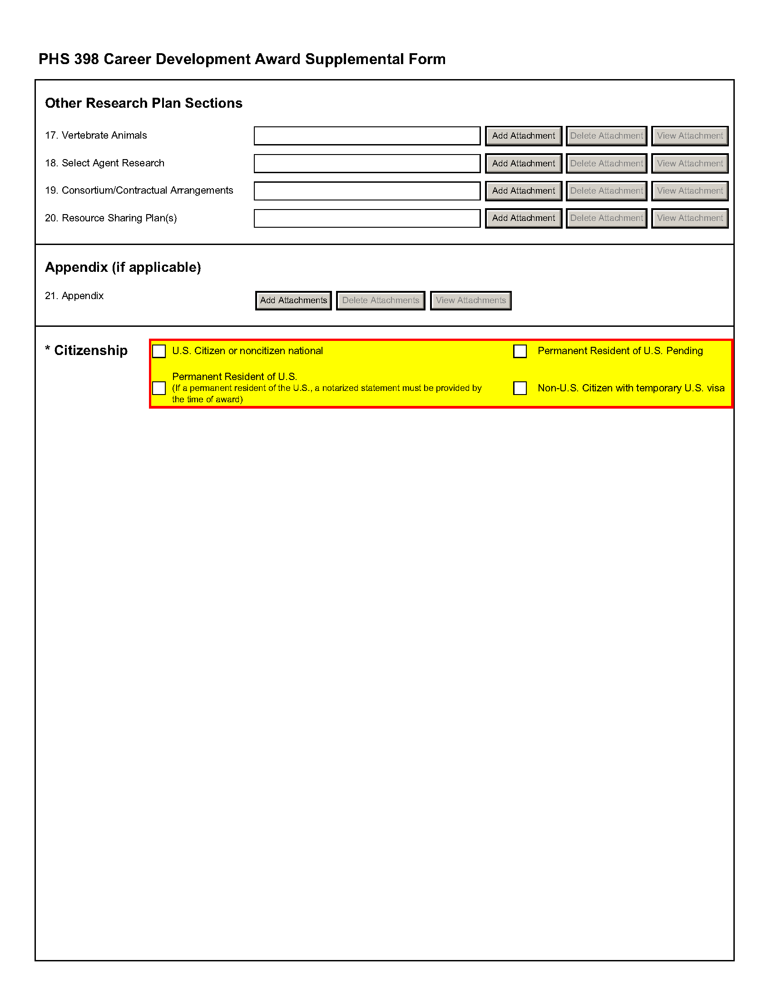 PHS 398 Career Development Award Supplemental Form
Other Research Plan Sections
17. Vertebrate Animals Add Attachment Delete Attachment View Attachment
18. Select Agent Research Add Attachment Delete Attachment View Attachment
19. Consortium/Contractual Arrangements Add Attachment Delete Attachment View Attachment
20. Resource Sharing Plan(s) Add Attachment Delete Attachment View Attachment
Appendix (if applicable)
21. Appendix Add Attachments Delete Attachments View Attachments
* Citizenship U.S. Citizen or noncitizen national Permanent Resident of U.S. Pending
Permanent Resident of U.S.
(If a permanent resident of the U.S., a notarized statement must be provided by Non-U.S. Citizen with temporary U.S. visa
the time of award)